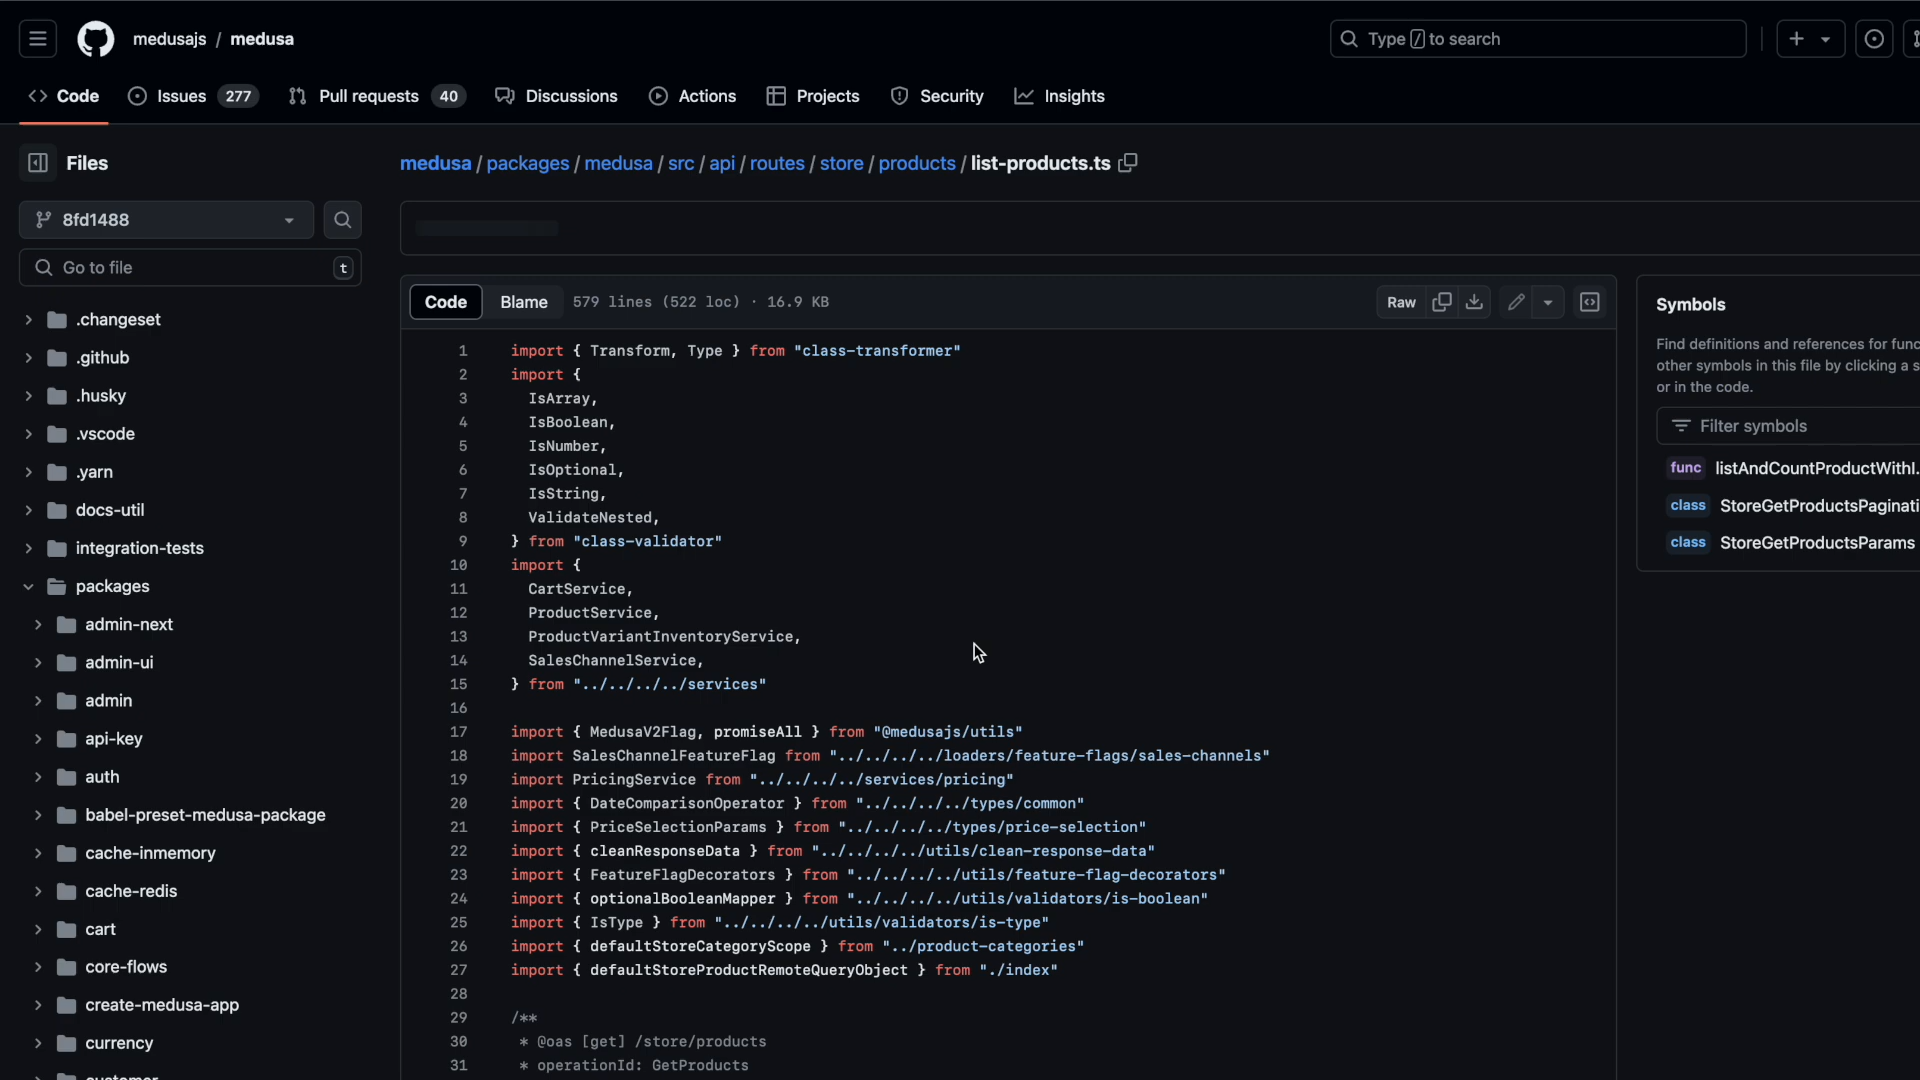 medusajs / medusa
Type / to search
Code
Issues 277
Pull requests 40
Discussions
Actions
Projects
Security
Insights
Files
medusa / packages / medusa / src / api / routes / store / products / list-products.ts
8fd1488
Go to file
t
.changeset
.github
.husky
.vscode
.yarn
docs-util
integration-tests
packages
admin-next
admin-ui
admin
api-key
auth
babel-preset-medusa-package
cache-inmemory
cache-redis
cart
core-flows
create-medusa-app
currency
Code
Blame
579 lines (522 loc) · 16.9 KB
Raw
1 import { Transform, Type } from "class-transformer"
2 import {
3 IsArray,
4 IsBoolean,
5 IsNumber,
6 IsOptional,
7 IsString,
8 ValidateNested,
9 } from "class-validator"
10 import {
11 CartService,
12 ProductService,
13 ProductVariantInventoryService,
14 SalesChannelService,
15 } from "../../../../services"
16
17 import { MedusaV2Flag, promiseAll } from "@medusajs/utils"
18 import SalesChannelFeatureFlag from "../../../../loaders/feature-flags/sales-channels"
19 import PricingService from "../../../../services/pricing"
20 import { DateComparisonOperator } from "../../../../types/common"
21 import { PriceSelectionParams } from "../../../../types/price-selection"
22 import { cleanResponseData } from "../../../../utils/clean-response-data"
23 import { FeatureFlagDecorators } from "../../../../utils/feature-flag-decorators"
24 import { optionalBooleanMapper } from "../../../../utils/validators/is-boolean"
25 import { IsType } from "../../../../utils/validators/is-type"
26 import { defaultStoreCategoryScope } from "../product-categories"
27 import { defaultStoreProductRemoteQueryObject } from "./index"
28
29 /**
30 * @oas [get] /store/products
31 * operationId: GetProducts
Symbols
Find definitions and references for func
other symbols in this file by clicking a s
or in the code.
Filter symbols
func listAndCountProductWithI.
class StoreGetProductsPaginati
class StoreGetProductsParams